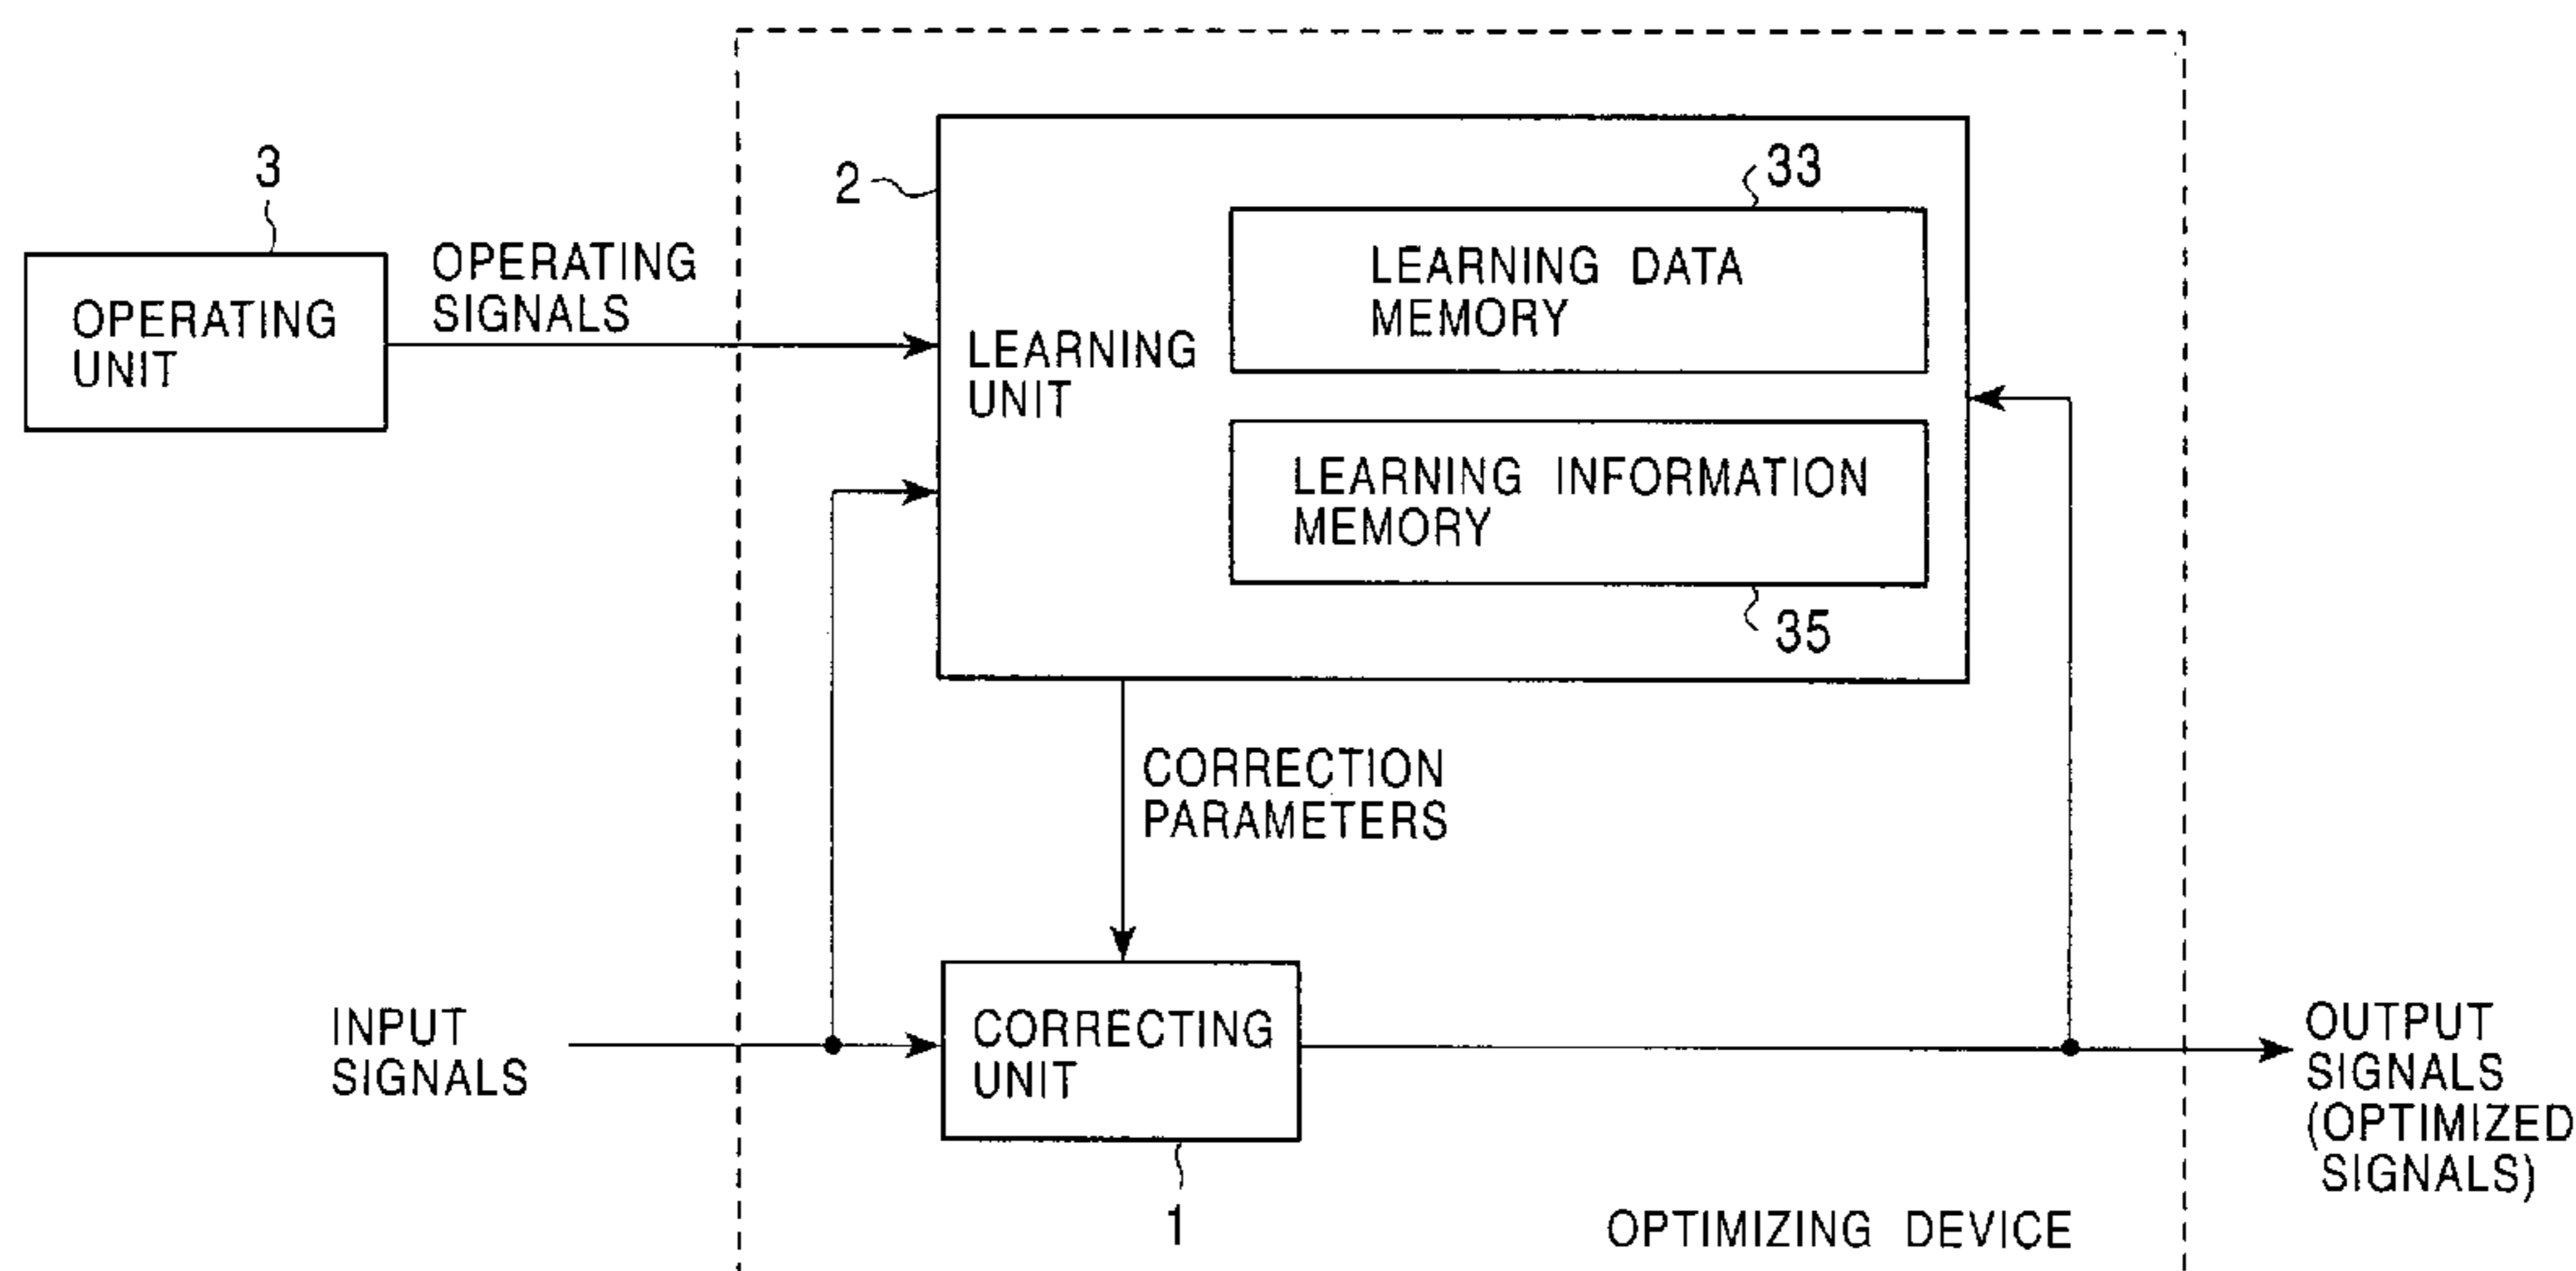 3
OPERATING
UNIT
OPERATING
SIGNALS
2
LEARNING
UNIT
33
LEARNING DATA
MEMORY
LEARNING INFORMATION
MEMORY
35
CORRECTION
PARAMETERS
INPUT
SIGNALS
CORRECTING
UNIT
1
OUTPUT
SIGNALS
(OPTIMIZED
SIGNALS)
OPTIMIZING DEVICE